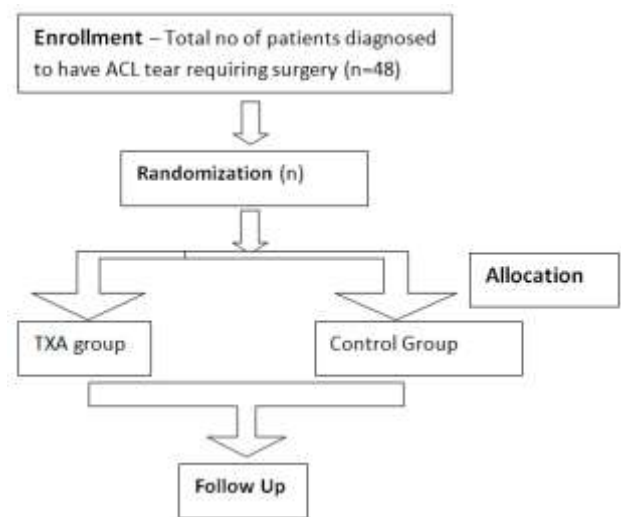 Enrollment – Total no of patients diagnosed
to have ACL tear requiring surgery (n=48)
Randomization (n)
Allocation
TXA group
Control Group
Follow Up